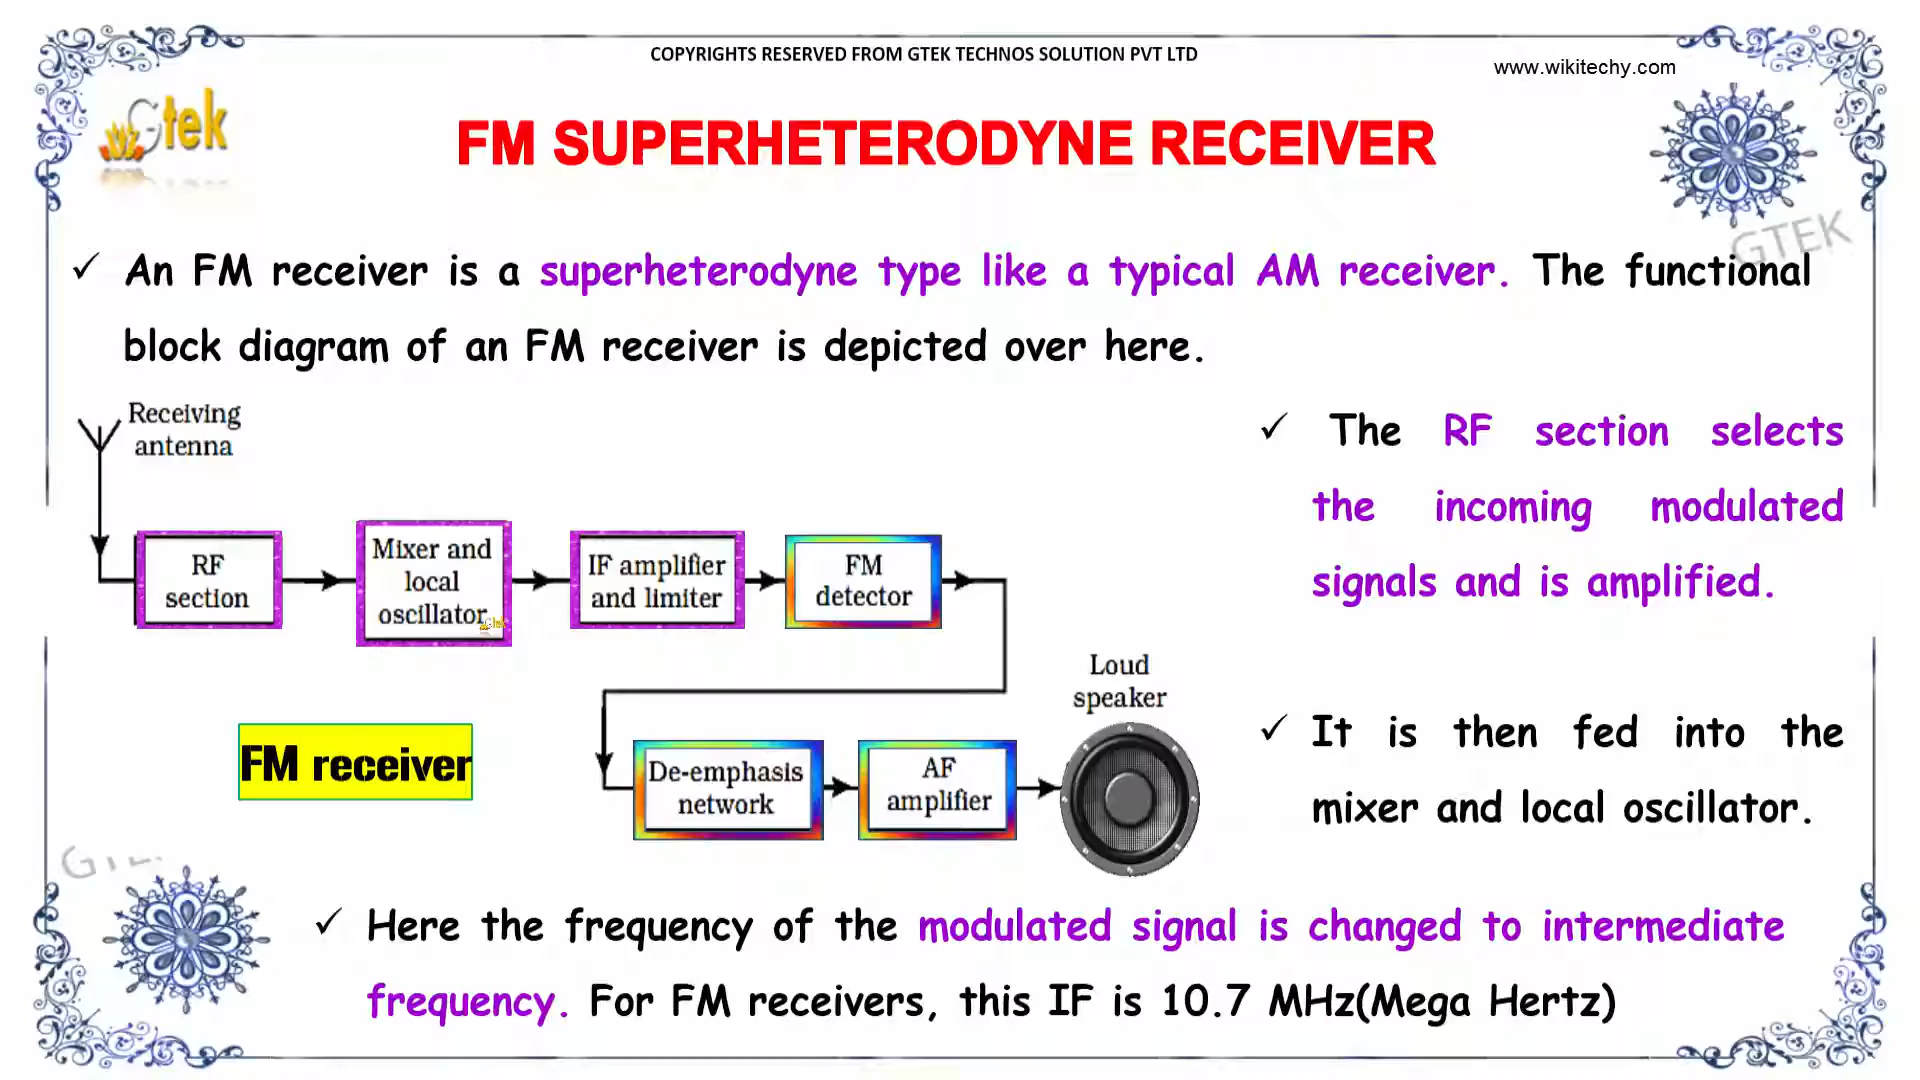 COPYRIGHTS RESERVED FROM GTEK TECHNOS SOLUTION PVT LTD
www.wikitechy.com
Gtek
FM SUPERHETERODYNE RECEIVER
GTEK
✓ An FM receiver is a superheterodyne type like a typical AM receiver. The functional
block diagram of an FM receiver is depicted over here.
Receiving
antenna
RF
section
Mixer and
local
oscillator
Gtek
IF amplifier
and limiter
FM
detector
De-emphasis
network
AF
amplifier
Loud
speaker
FM receiver
✓ The RF section selects
the incoming modulated
signals and is amplified.
✓ It is then fed into the
mixer and local oscillator.
GTEK
✓ Here the frequency of the modulated signal is changed to intermediate
frequency. For FM receivers, this IF is 10.7 MHz(Mega Hertz)